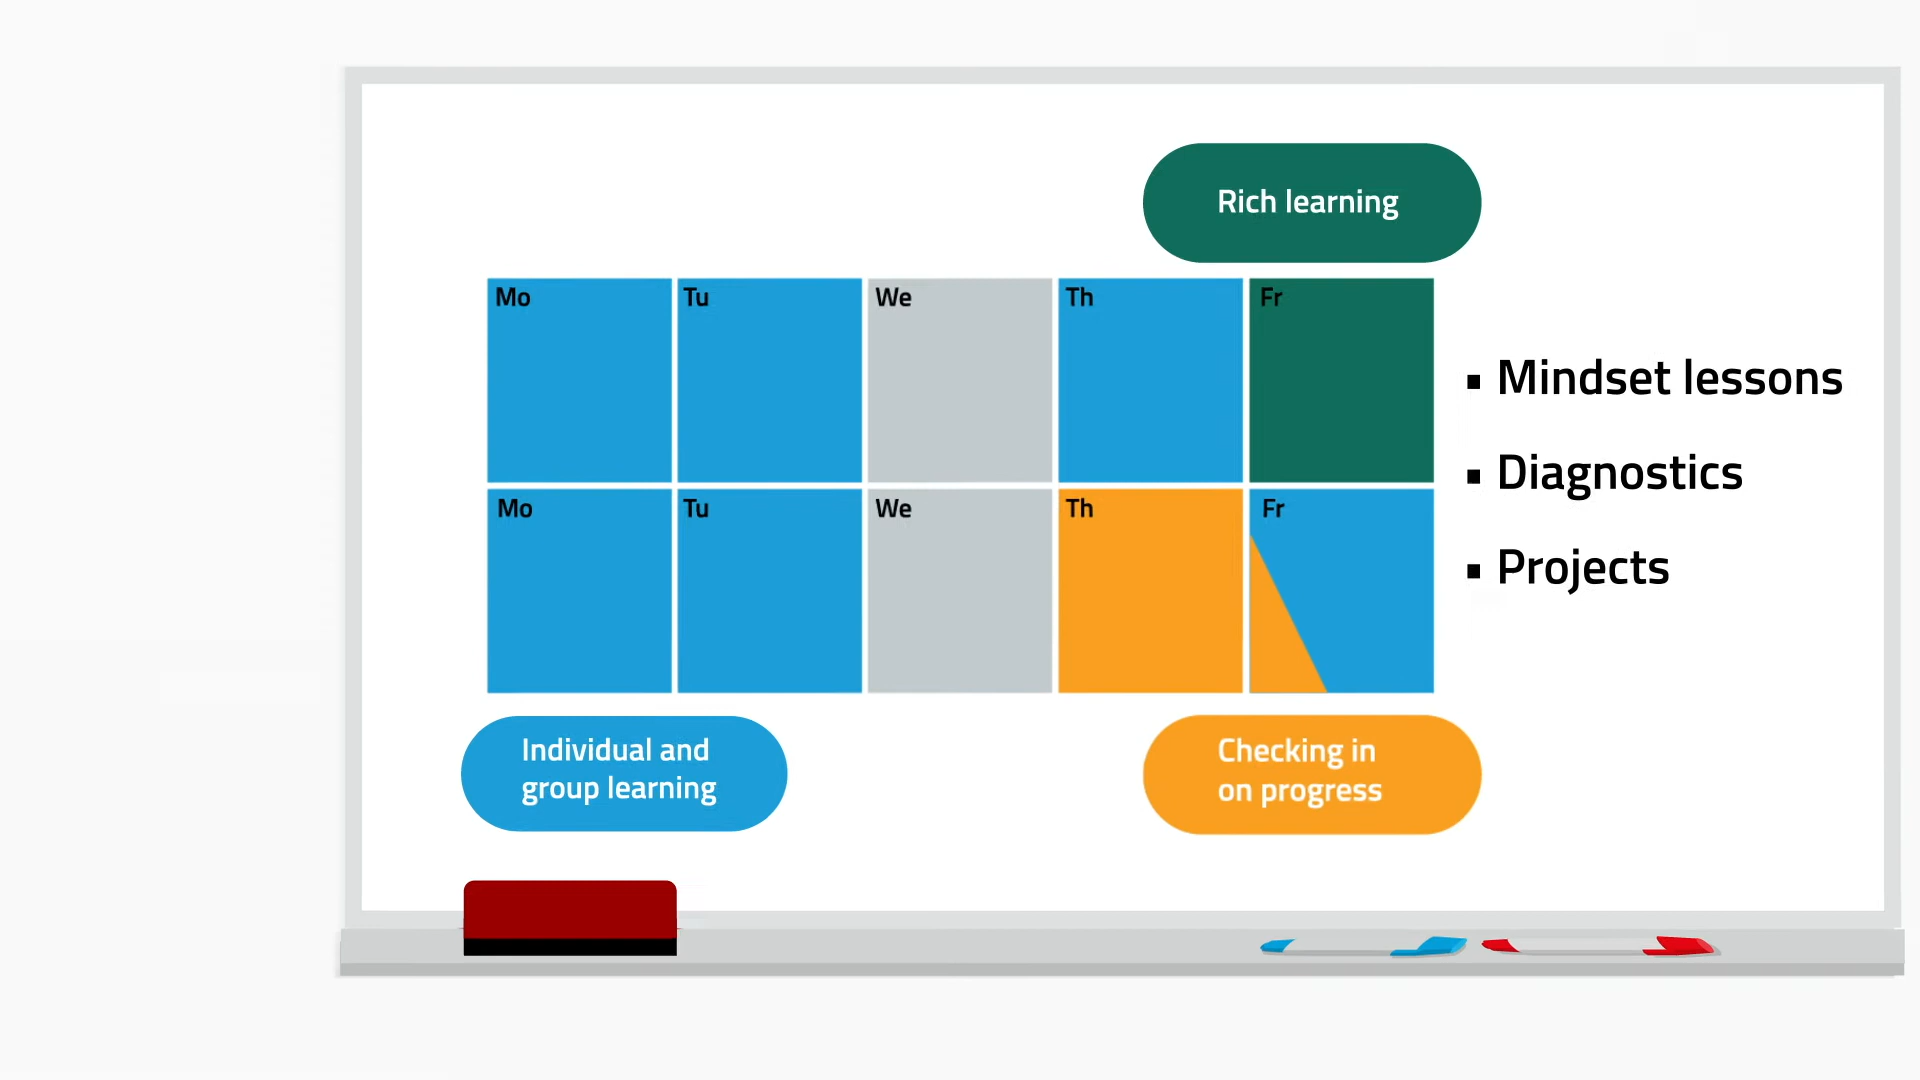 Rich learning
Mo Tu We Th Fr
▪ Mindset lessons
▪ Diagnostics
Mo Tu We Th Fr
▪ Projects
Individual and
group learning
Checking in
on progress